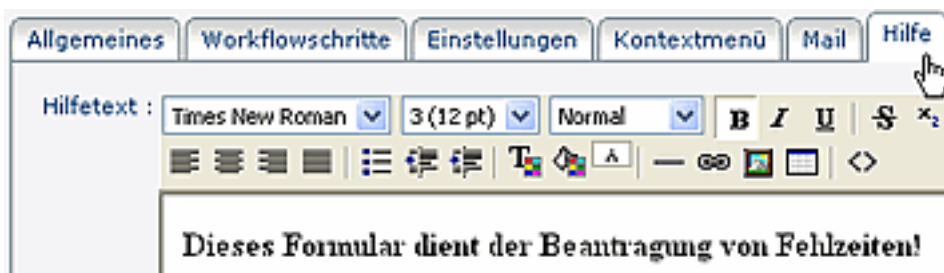 Allgemeines Workflowschritte Einstellungen Kontextmenü Mail Hilfe
Hilfetext : Times New Roman 3 (12 pt) Normal B I U S x₂
Dieses Formular dient der Beantragung von Fehlzeiten!